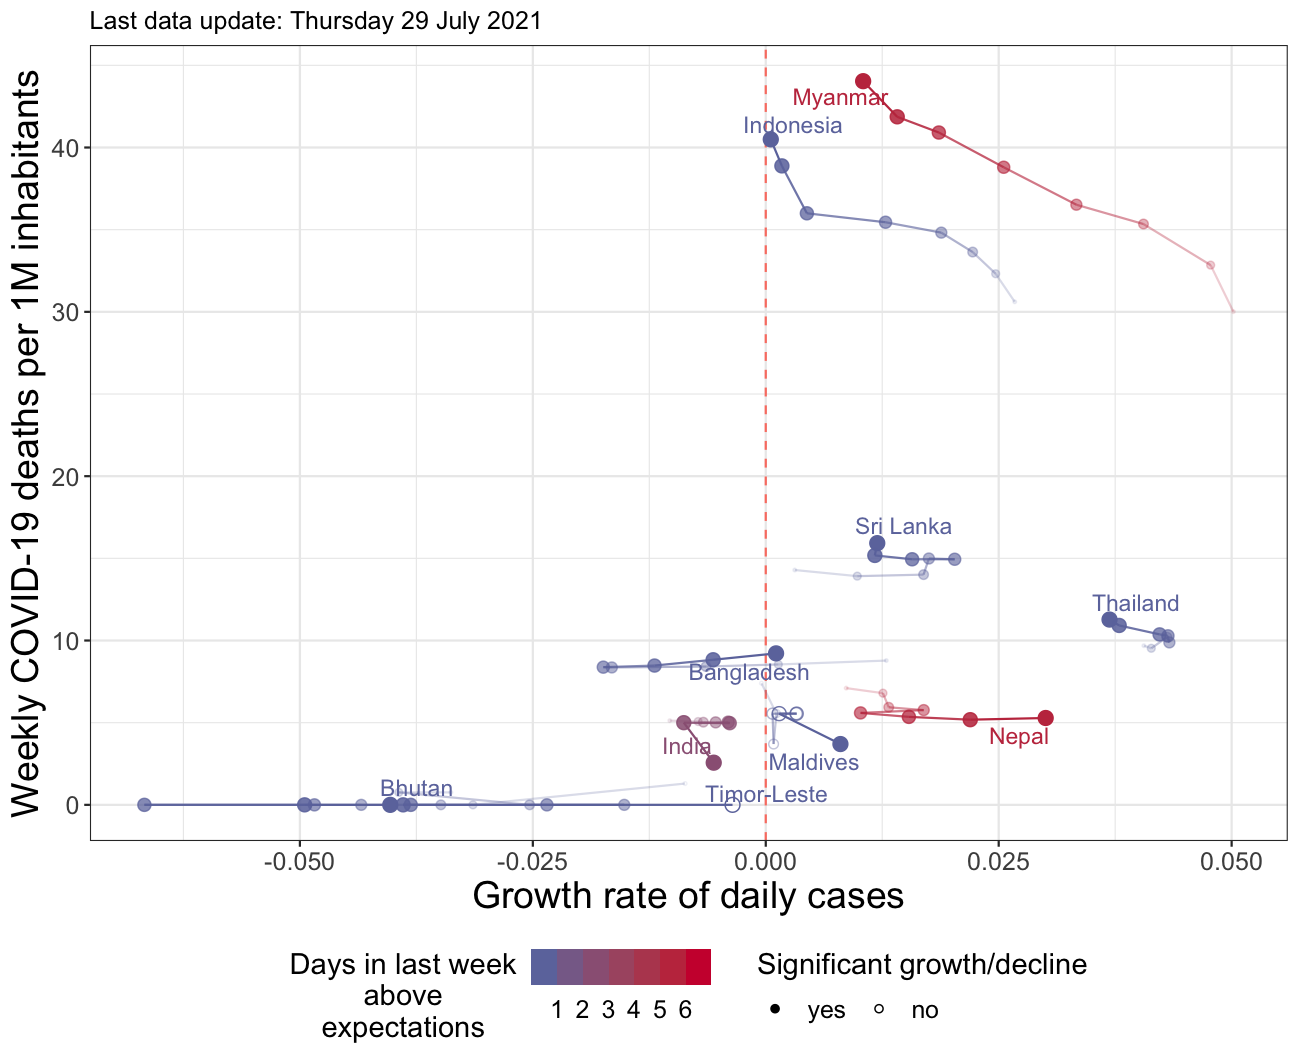 Last data update: Thursday 29 July 2021
Weekly COVID-19 deaths per 1M inhabitants
40
30
20
10
0
Myanmar
Indonesia
Sri Lanka
Thailand
Bangladesh
Nepal
India
Maldives
Bhutan
Timor-Leste
-0.050 -0.025 0.000 0.025 0.050
Growth rate of daily cases
Days in last week
above
expectations
1 2 3 4 5 6
Significant growth/decline
yes no